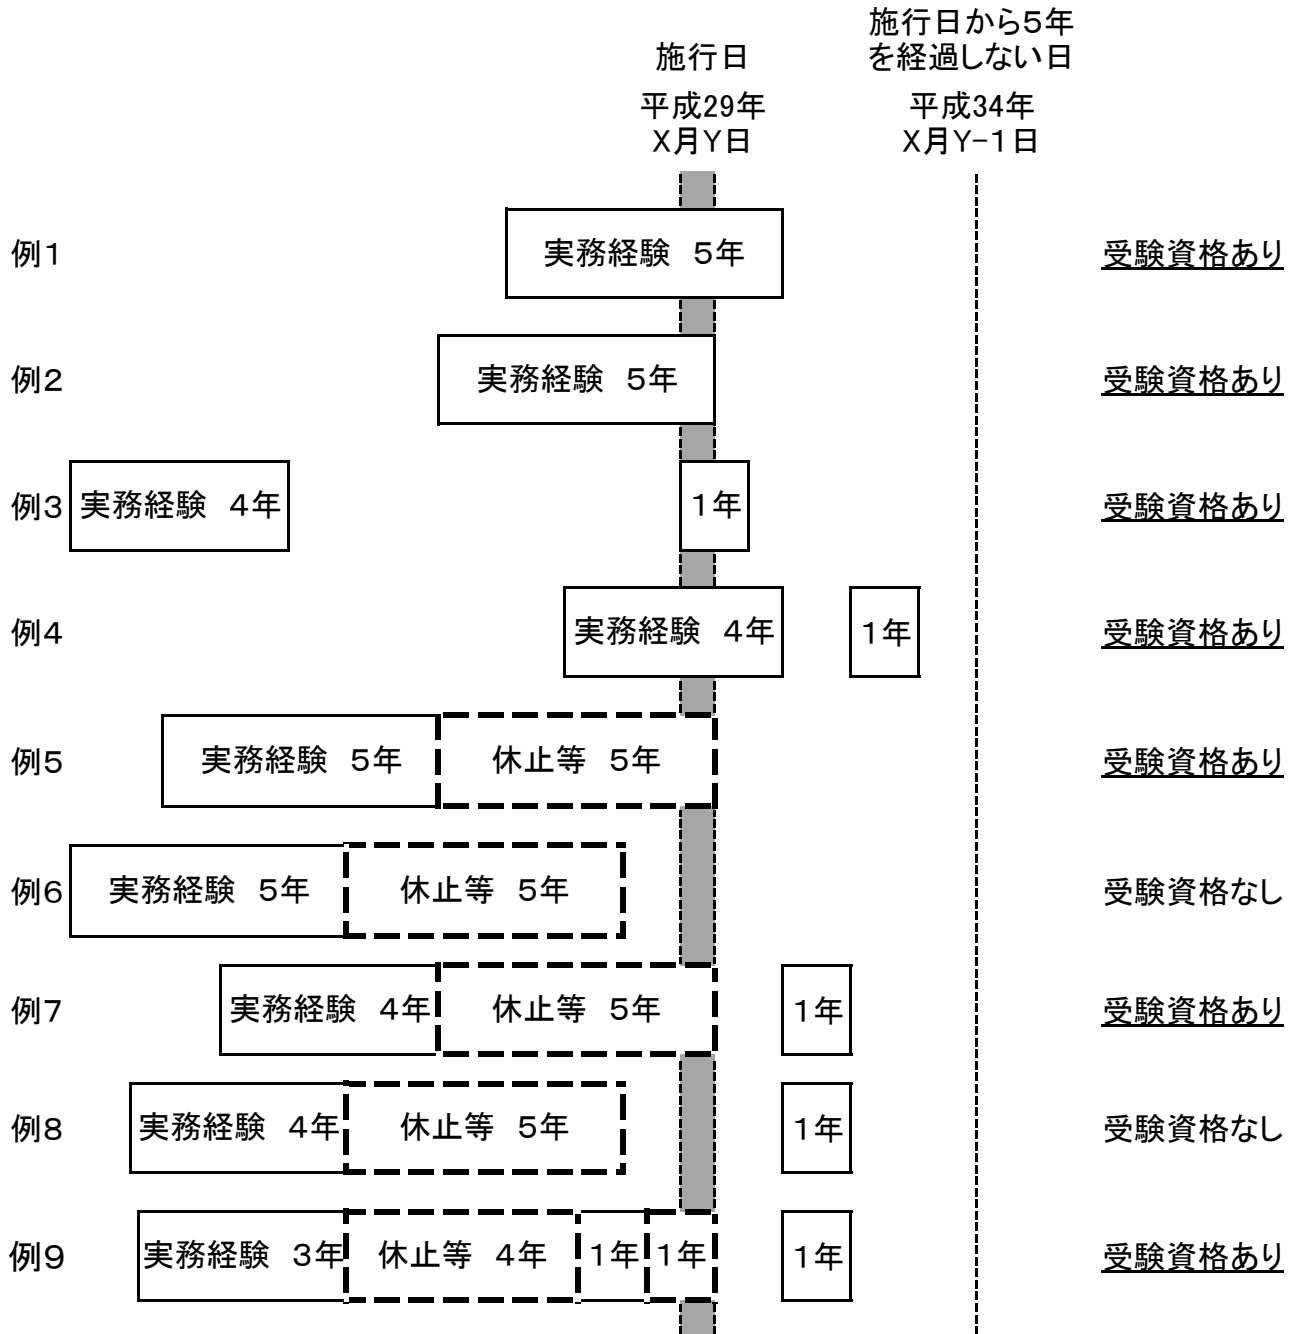 施行日から5年
を経過しない日
施行日
平成29年
X月Y日
平成34年
X月Y-1日
例1 実務経験 5年 受験資格あり
例2 実務経験 5年 受験資格あり
例3 実務経験 4年 1年 受験資格あり
例4 実務経験 4年 1年 受験資格あり
例5 実務経験 5年 休止等 5年 受験資格あり
例6 実務経験 5年 休止等 5年 受験資格なし
例7 実務経験 4年 休止等 5年 1年 受験資格あり
例8 実務経験 4年 休止等 5年 1年 受験資格なし
例9 実務経験 3年 休止等 4年 1年 1年 1年 受験資格あり